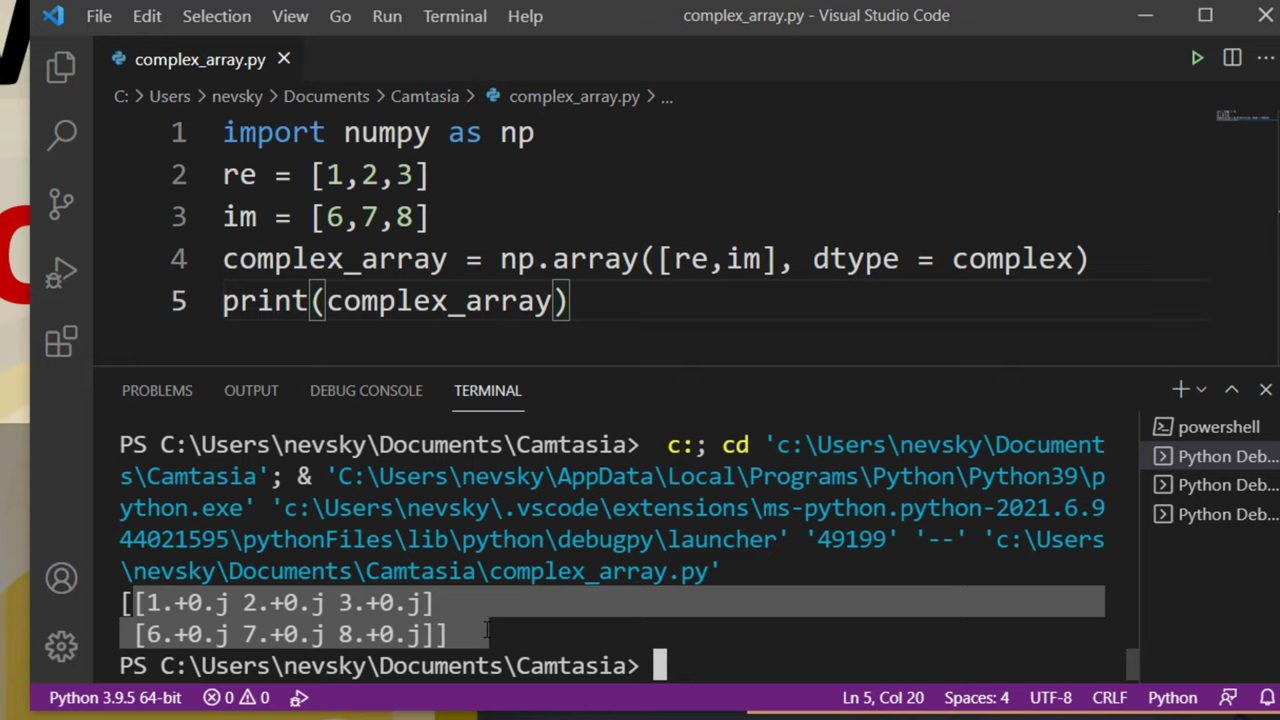 File Edit Selection View Go Run Terminal Help complex_array.py - Visual Studio Code
complex_array.py
C: > Users > nevsky > Documents > Camtasia > complex_array.py > ...
1 import numpy as np
2 re = [1,2,3]
3 im = [6,7,8]
4 complex_array = np.array([re,im], dtype = complex)
5 print(complex_array)
PROBLEMS OUTPUT DEBUG CONSOLE TERMINAL
PS C:\Users\nevsky\Documents\Camtasia> c:; cd 'c:\Users\nevsky\Document
s\Camtasia'; & 'C:\Users\nevsky\AppData\Local\Programs\Python\Python39\p
ython.exe' 'c:\Users\nevsky\.vscode\extensions\ms-python.python-2021.6.9
44021595\pythonFiles\lib\python\debugpy\launcher' '49199' '--' 'c:\Users
\nevsky\Documents\Camtasia\complex_array.py'
[[1.+0.j 2.+0.j 3.+0.j]
[6.+0.j 7.+0.j 8.+0.j]]
PS C:\Users\nevsky\Documents\Camtasia>
powershell
Python Deb...
Python Deb...
Python Deb...
Python 3.9.5 64-bit 0 0 Ln 5, Col 20 Spaces: 4 UTF-8 CRLF Python